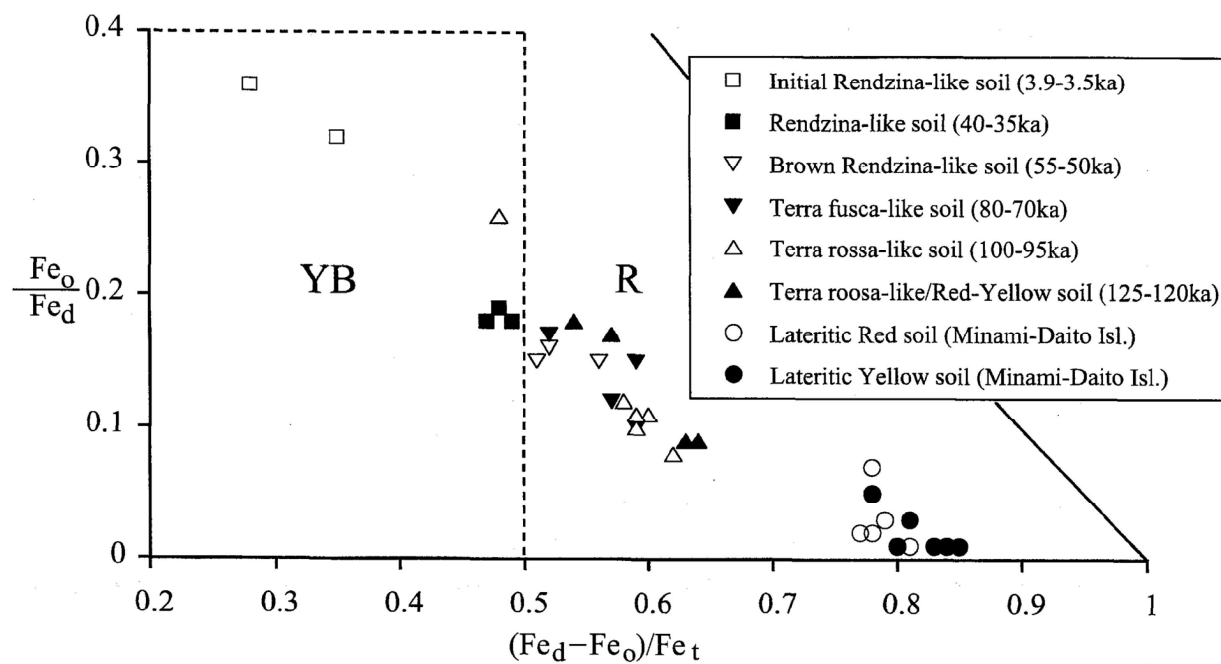 0.4
0.3
0.2
0.1
0
Fe_o
Fe_d
YB
R
Initial Rendzina-like soil (3.9-3.5ka)
Rendzina-like soil (40-35ka)
Brown Rendzina-like soil (55-50ka)
Terra fusca-like soil (80-70ka)
Terra rossa-like soil (100-95ka)
Terra roosa-like/Red-Yellow soil (125-120ka)
Lateritic Red soil (Minami-Daito Isl.)
Lateritic Yellow soil (Minami-Daito Isl.)
0.2 0.3 0.4 0.5 0.6 0.7 0.8 0.9 1
(Fe_d−Fe_o)/Fe_t